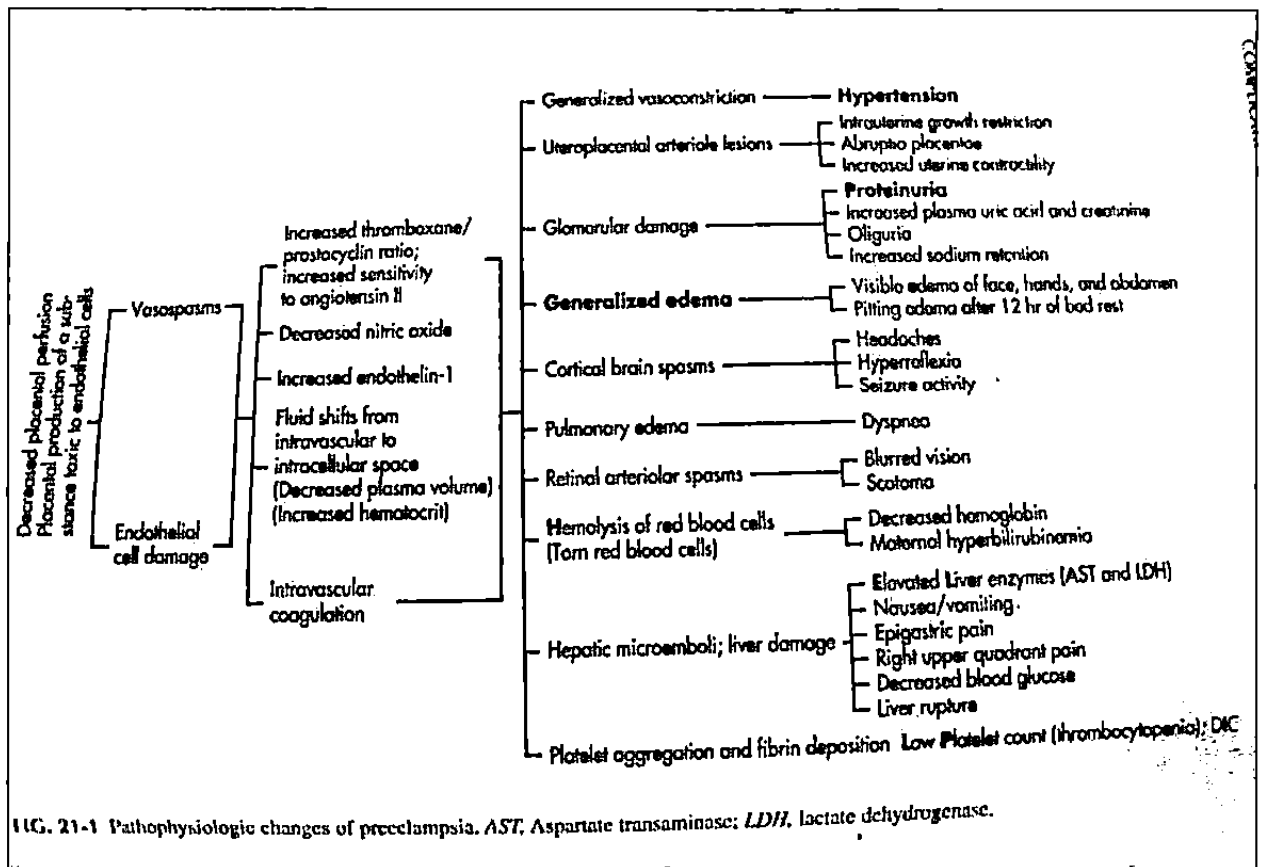 COMPLICAT
Decreased placental perfusion
Placental production of a sub-
stance toxic to endothelial cells
Vasospasms
Endothelial
cell damage
Increased thromboxane/
prostacyclin ratio;
increased sensitivity
to angiotensin II
Decreased nitric oxide
Increased endothelin-1
Fluid shifts from
intravascular to
intracellular space
(Decreased plasma volume)
(Increased hematocrit)
Intravascular
coagulation
Generalized vasoconstriction
Hypertension
Uteroplacental arteriole lesions
Intrauterine growth restriction
Abruptio placentae
Increased uterine contractility
Glomerular damage
Proteinuria
Increased plasma uric acid and creatinine
Oliguria
Increased sodium retention
Generalized edema
Visible edema of face, hands, and abdomen
Pitting edema after 12 hr of bed rest
Cortical brain spasms
Headaches
Hyperreflexia
Seizure activity
Pulmonary edema
Dyspnea
Retinal arteriolar spasms
Blurred vision
Scotoma
Hemolysis of red blood cells
(Torn red blood cells)
Decreased hemoglobin
Maternal hyperbilirubinemia
Hepatic microemboli; liver damage
Elevated Liver enzymes (AST and LDH)
Nausea/vomiting
Epigastric pain
Right upper quadrant pain
Decreased blood glucose
Liver rupture
Platelet aggregation and fibrin deposition Low Platelet count (thrombocytopenia); DIC
FIG. 21-1 Pathophysiologic changes of preeclampsia. AST, Aspartate transaminase; LDH, lactate dehydrogenase.